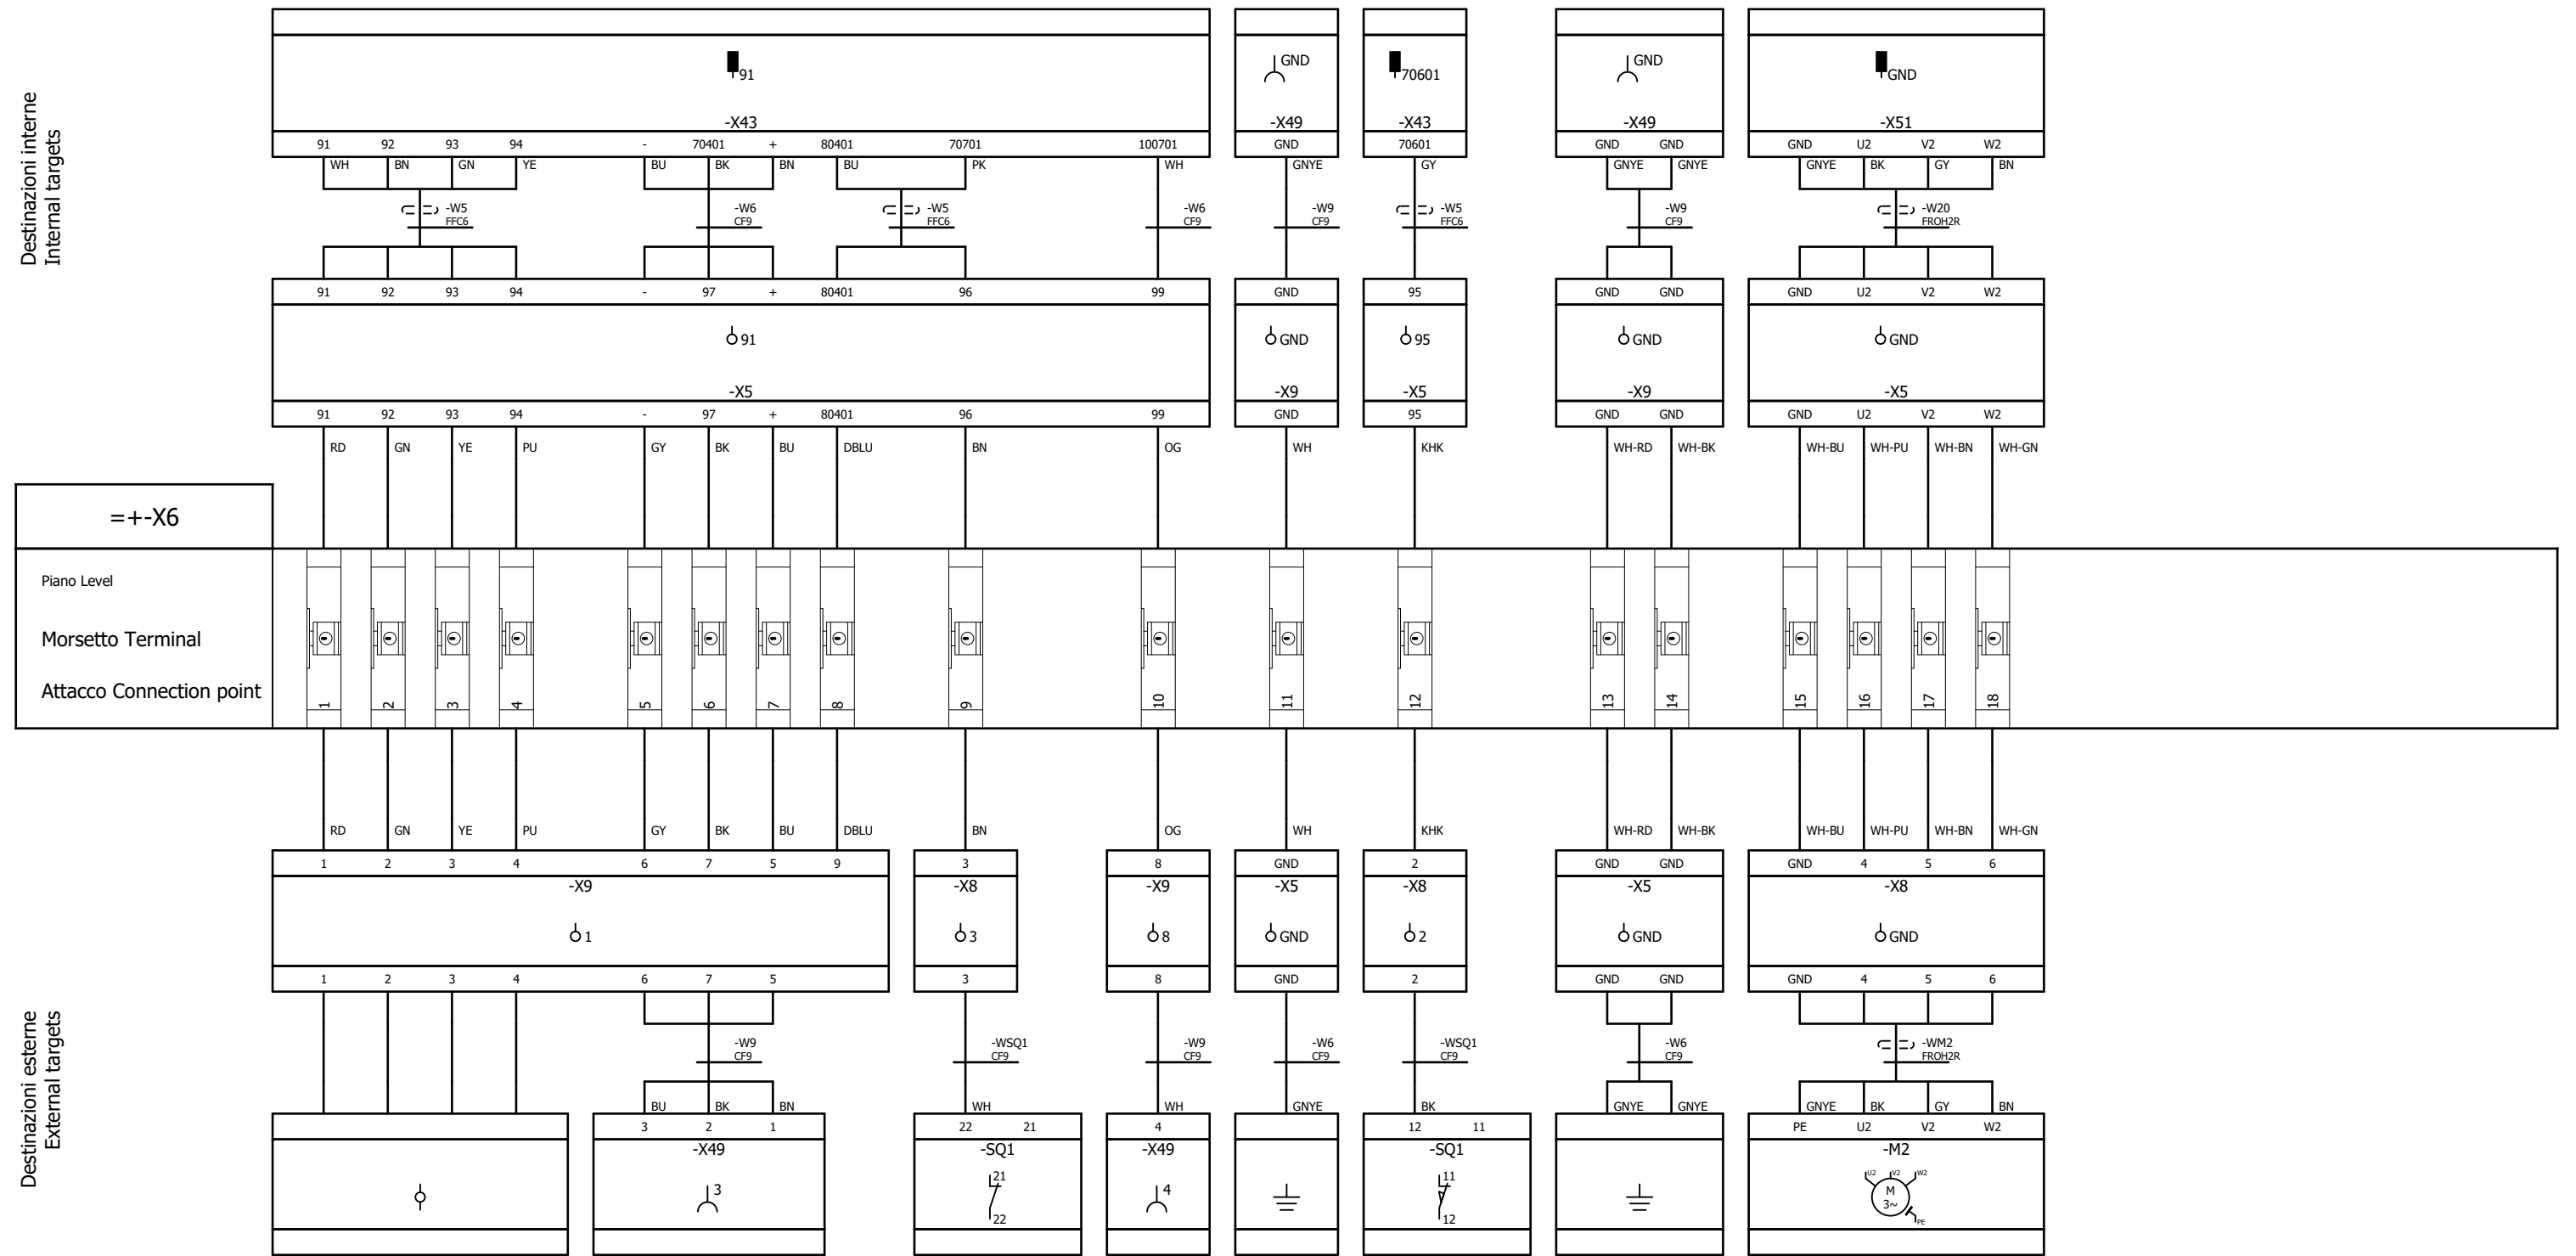 Destinazioni interne
Internal targets
91 GND 70601 GND GND
-X43 -X49 -X43 -X49 -X51
91 92 93 94 - 70401 + 80401 70701 100701 GND 70601 GND GND GND U2 V2 W2
WH BN GN YE BU BK BN BU PK WH GNYE GY GNYE GNYE GNYE BK GY BN
-W5 -W6 -W5 -W6 -W9 -W5 -W9 -W20
FFC6 CF9 FFC6 CF9 CF9 FFC6 CF9 FROH2R
91 92 93 94 - 97 + 80401 96 99 GND 95 GND GND GND U2 V2 W2
91 GND 95 GND GND
-X5 -X9 -X5 -X9 -X5
91 92 93 94 - 97 + 80401 96 99 GND 95 GND GND GND U2 V2 W2
RD GN YE PU GY BK BU DBLU BN OG WH KHK WH-RD WH-BK WH-BU WH-PU WH-BN WH-GN
=+-X6
Piano Level
Morsetto Terminal
Attacco Connection point
1 2 3 4 5 6 7 8 9 10 11 12 13 14 15 16 17 18
RD GN YE PU GY BK BU DBLU BN OG WH KHK WH-RD WH-BK WH-BU WH-PU WH-BN WH-GN
1 2 3 4 6 7 5 9 3 8 GND 2 GND GND GND 4 5 6
-X9 -X8 -X9 -X5 -X8 -X5 -X8
1 3 8 GND 2 GND GND
1 2 3 4 6 7 5 3 8 GND 2 GND GND GND 4 5 6
Destinazioni esterne
External targets
-W9 -WSQ1 -W9 -W6 -WSQ1 -W6 -WM2
CF9 CF9 CF9 CF9 CF9 CF9 FROH2R
BU BK BN WH WH GNYE BK GNYE GNYE GNYE BK GY BN
3 2 1 22 21 4 12 11 PE U2 V2 W2
-X49 -SQ1 -X49 -SQ1 -M2
U2 V2 W2
21 11
3 4
M
3~
22 12
PE